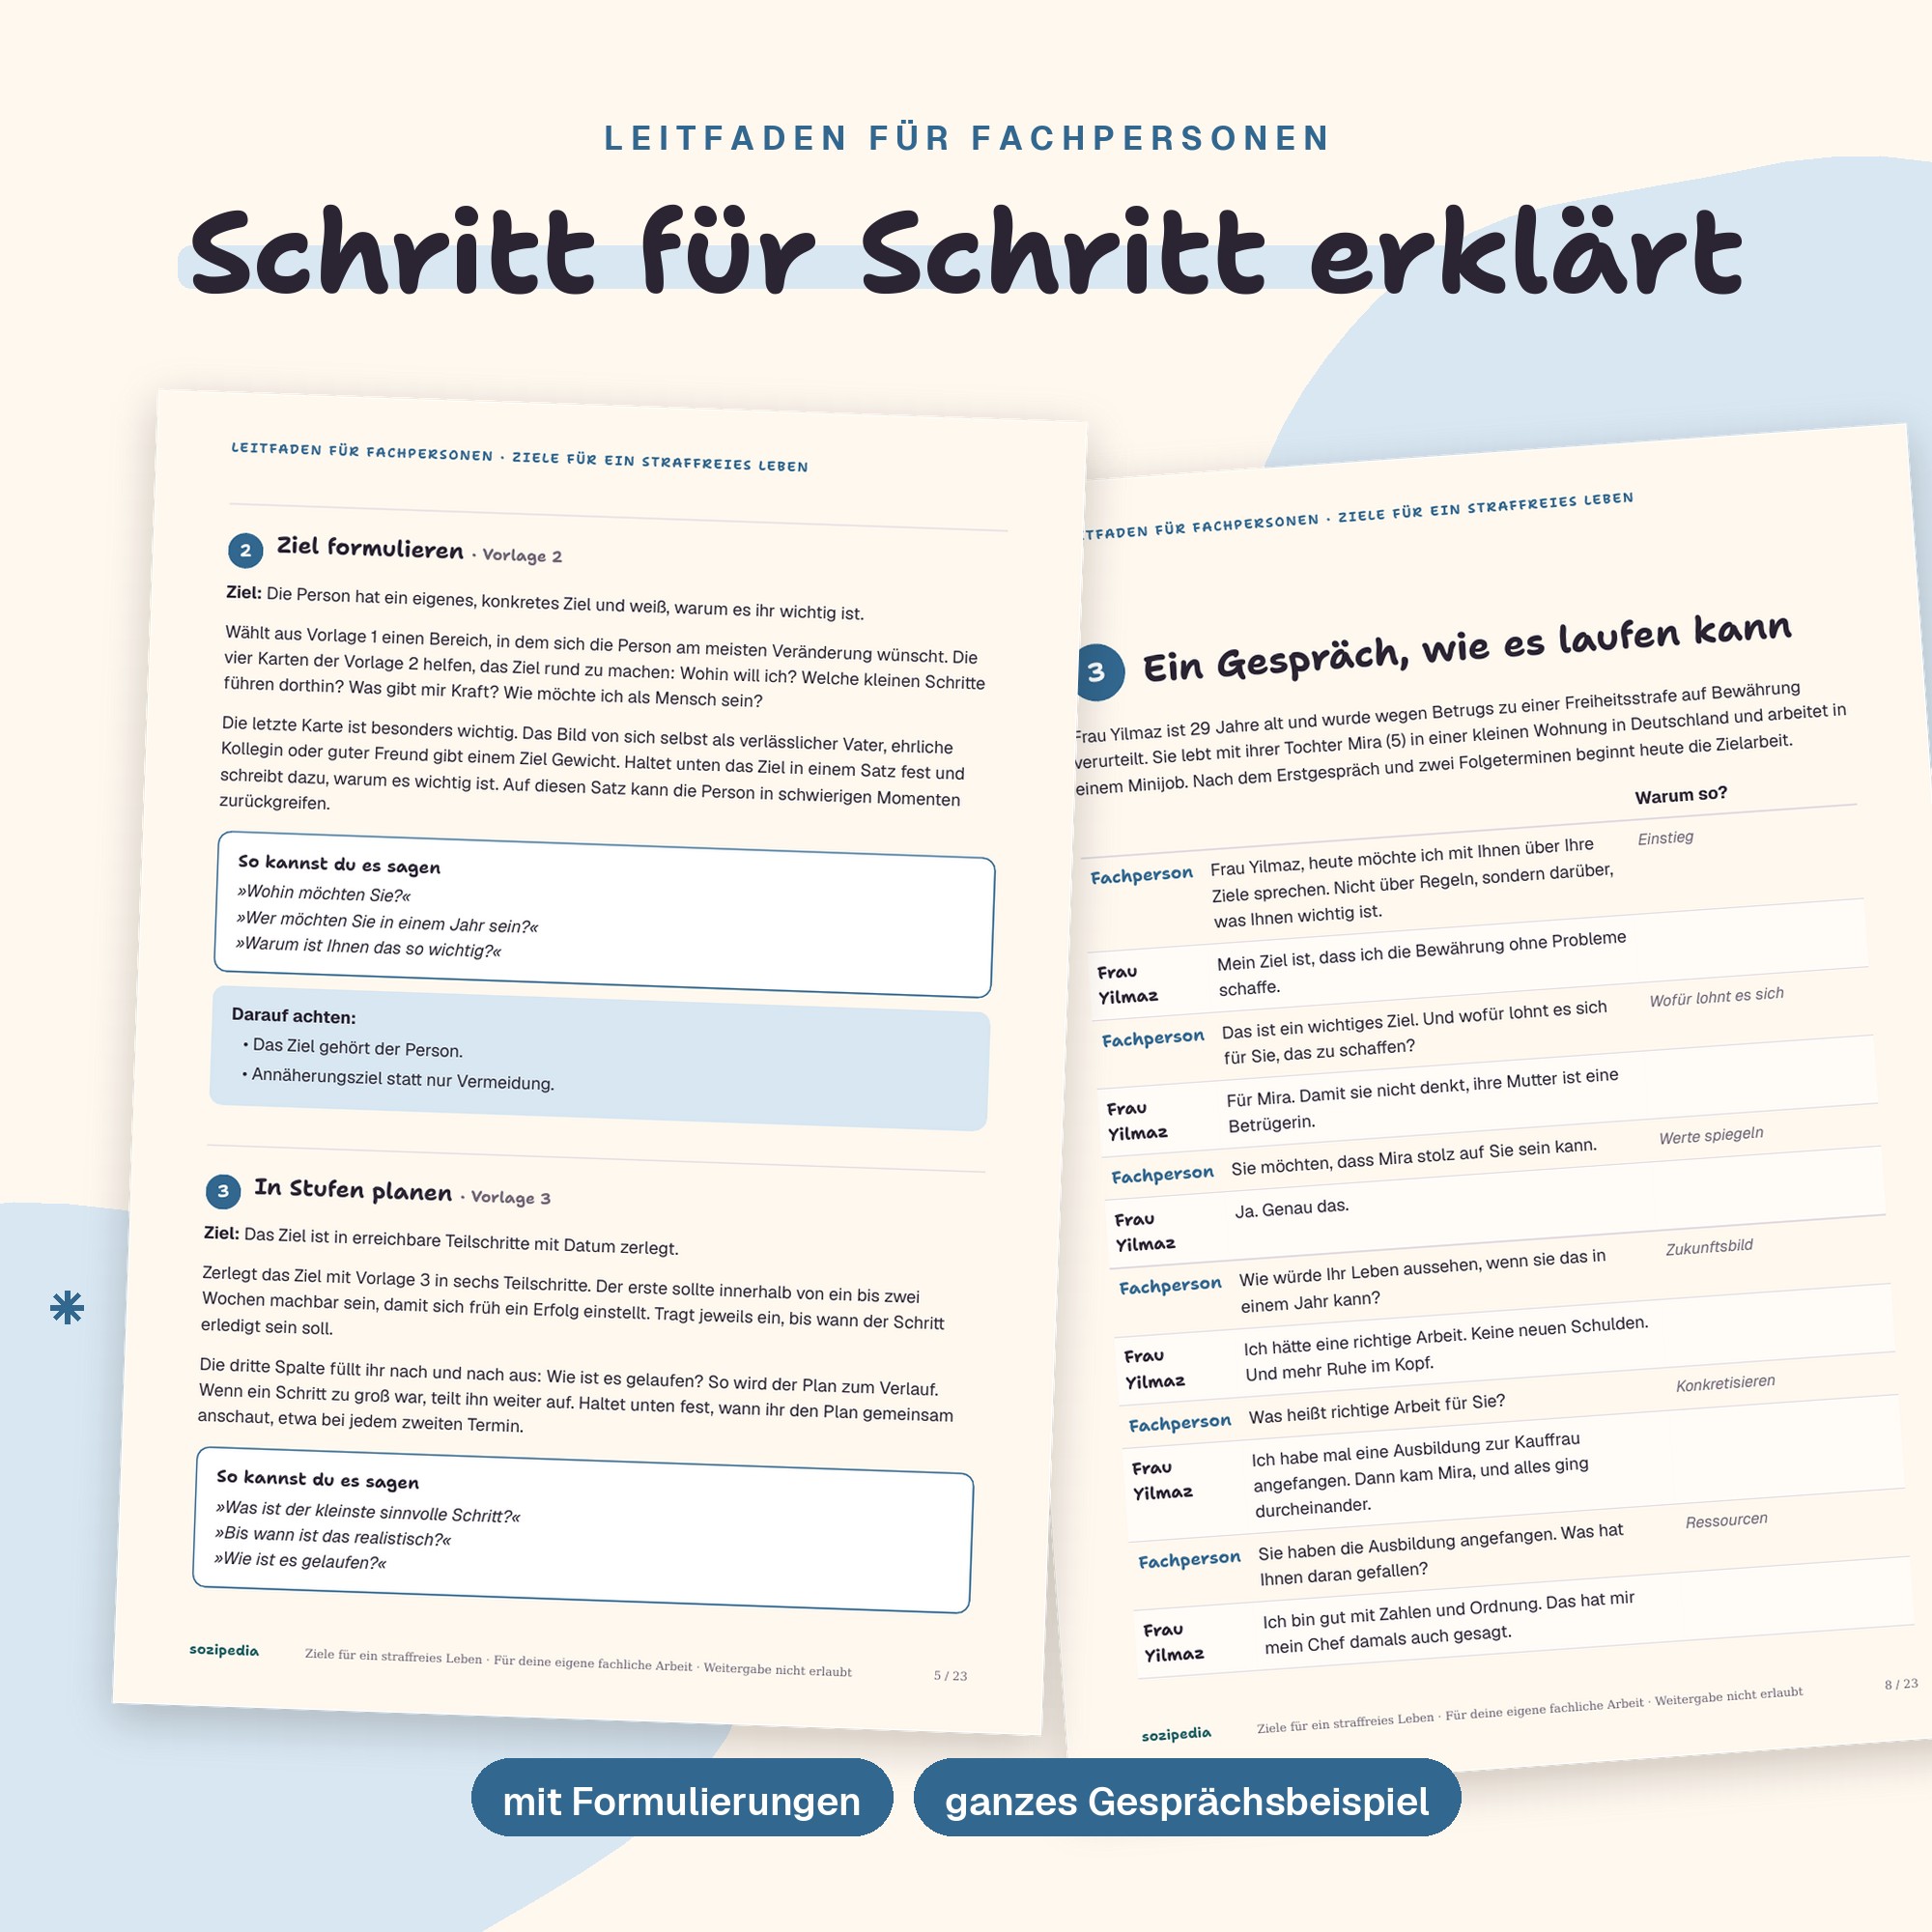 LEITFADEN FÜR FACHPERSONEN
Schritt für Schritt erklärt
LEITFADEN FÜR FACHPERSONEN · ZIELE FÜR EIN STRAFFREIES LEBEN
2 Ziel formulieren · Vorlage 2
Ziel: Die Person hat ein eigenes, konkretes Ziel und weiß, warum es ihr wichtig ist.
Wählt aus Vorlage 1 einen Bereich, in dem sich die Person am meisten Veränderung wünscht. Die
vier Karten der Vorlage 2 helfen, das Ziel rund zu machen: Wohin will ich? Welche kleinen Schritte
führen dorthin? Was gibt mir Kraft? Wie möchte ich als Mensch sein?
Die letzte Karte ist besonders wichtig. Das Bild von sich selbst als verlässlicher Vater, ehrliche
Kollegin oder guter Freund gibt einem Ziel Gewicht. Haltet unten das Ziel in einem Satz fest und
schreibt dazu, warum es wichtig ist. Auf diesen Satz kann die Person in schwierigen Momenten
zurückgreifen.
So kannst du es sagen
»Wohin möchten Sie?«
»Wer möchten Sie in einem Jahr sein?«
»Warum ist Ihnen das so wichtig?«
Darauf achten:
• Das Ziel gehört der Person.
• Annäherungsziel statt nur Vermeidung.
3 In Stufen planen · Vorlage 3
Ziel: Das Ziel ist in erreichbare Teilschritte mit Datum zerlegt.
Zerlegt das Ziel mit Vorlage 3 in sechs Teilschritte. Der erste sollte innerhalb von ein bis zwei
Wochen machbar sein, damit sich früh ein Erfolg einstellt. Tragt jeweils ein, bis wann der Schritt
erledigt sein soll.
Die dritte Spalte füllt ihr nach und nach aus: Wie ist es gelaufen? So wird der Plan zum Verlauf.
Wenn ein Schritt zu groß war, teilt ihn weiter auf. Haltet unten fest, wann ihr den Plan gemeinsam
anschaut, etwa bei jedem zweiten Termin.
So kannst du es sagen
»Was ist der kleinste sinnvolle Schritt?«
»Bis wann ist das realistisch?«
»Wie ist es gelaufen?«
sozipedia Ziele für ein straffreies Leben · Für deine eigene fachliche Arbeit · Weitergabe nicht erlaubt 5 / 23
FÜR FACHPERSONEN · ZIELE FÜR EIN STRAFFREIES LEBEN
3 Ein Gespräch, wie es laufen kann
Frau Yilmaz ist 29 Jahre alt und wurde wegen Betrugs zu einer Freiheitsstrafe auf Bewährung
verurteilt. Sie lebt mit ihrer Tochter Mira (5) in einer kleinen Wohnung in Deutschland und arbeitet in
einem Minijob. Nach dem Erstgespräch und zwei Folgeterminen beginnt heute die Zielarbeit.
Warum so?
Fachperson Frau Yilmaz, heute möchte ich mit Ihnen über Ihre Einstieg
Ziele sprechen. Nicht über Regeln, sondern darüber,
was Ihnen wichtig ist.
Frau Mein Ziel ist, dass ich die Bewährung ohne Probleme
Yilmaz schaffe.
Fachperson Das ist ein wichtiges Ziel. Und wofür lohnt es sich Wofür lohnt es sich
für Sie, das zu schaffen?
Frau Für Mira. Damit sie nicht denkt, ihre Mutter ist eine
Yilmaz Betrügerin.
Fachperson Sie möchten, dass Mira stolz auf Sie sein kann. Werte spiegeln
Frau Ja. Genau das.
Yilmaz
Fachperson Wie würde Ihr Leben aussehen, wenn sie das in Zukunftsbild
einem Jahr kann?
Frau Ich hätte eine richtige Arbeit. Keine neuen Schulden.
Yilmaz Und mehr Ruhe im Kopf.
Fachperson Was heißt richtige Arbeit für Sie? Konkretisieren
Frau Ich habe mal eine Ausbildung zur Kauffrau
Yilmaz angefangen. Dann kam Mira, und alles ging
durcheinander.
Fachperson Sie haben die Ausbildung angefangen. Was hat Ressourcen
Ihnen daran gefallen?
Frau Ich bin gut mit Zahlen und Ordnung. Das hat mir
Yilmaz mein Chef damals auch gesagt.
sozipedia Ziele für ein straffreies Leben · Für deine eigene fachliche Arbeit · Weitergabe nicht erlaubt 8 / 23
mit Formulierungen
ganzes Gesprächsbeispiel